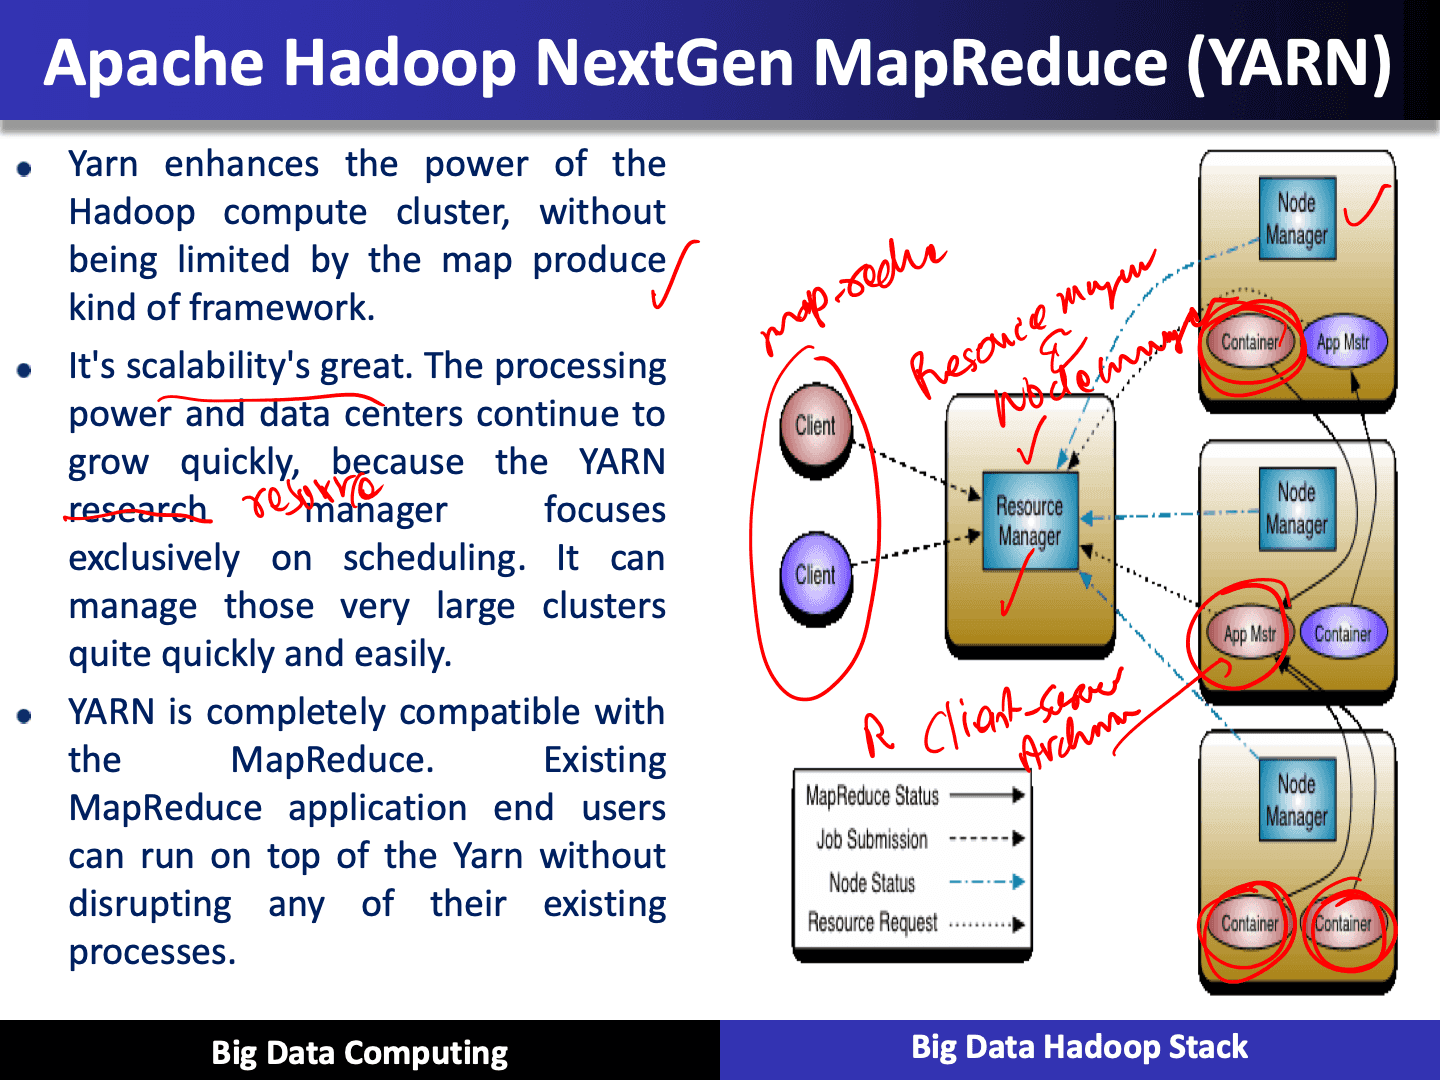 Apache Hadoop NextGen MapReduce (YARN)
Yarn enhances the power of the
Hadoop compute cluster, without
being limited by the map produce
kind of framework.
It's scalability's great. The processing
power and data centers continue to
grow quickly, because the YARN
research resource manager focuses
exclusively on scheduling. It can
manage those very large clusters
quite quickly and easily.
YARN is completely compatible with
the MapReduce. Existing
MapReduce application end users
can run on top of the Yarn without
disrupting any of their existing
processes.
map-reduce
Resource manager
&
Node manager
Client
Client
Resource
Manager
Node
Manager
Container
App Mstr
Node
Manager
App Mstr
Container
Node
Manager
Container
Container
R Client-server
MapReduce Status
Job Submission
Node Status
Resource Request
Big Data Computing
Big Data Hadoop Stack